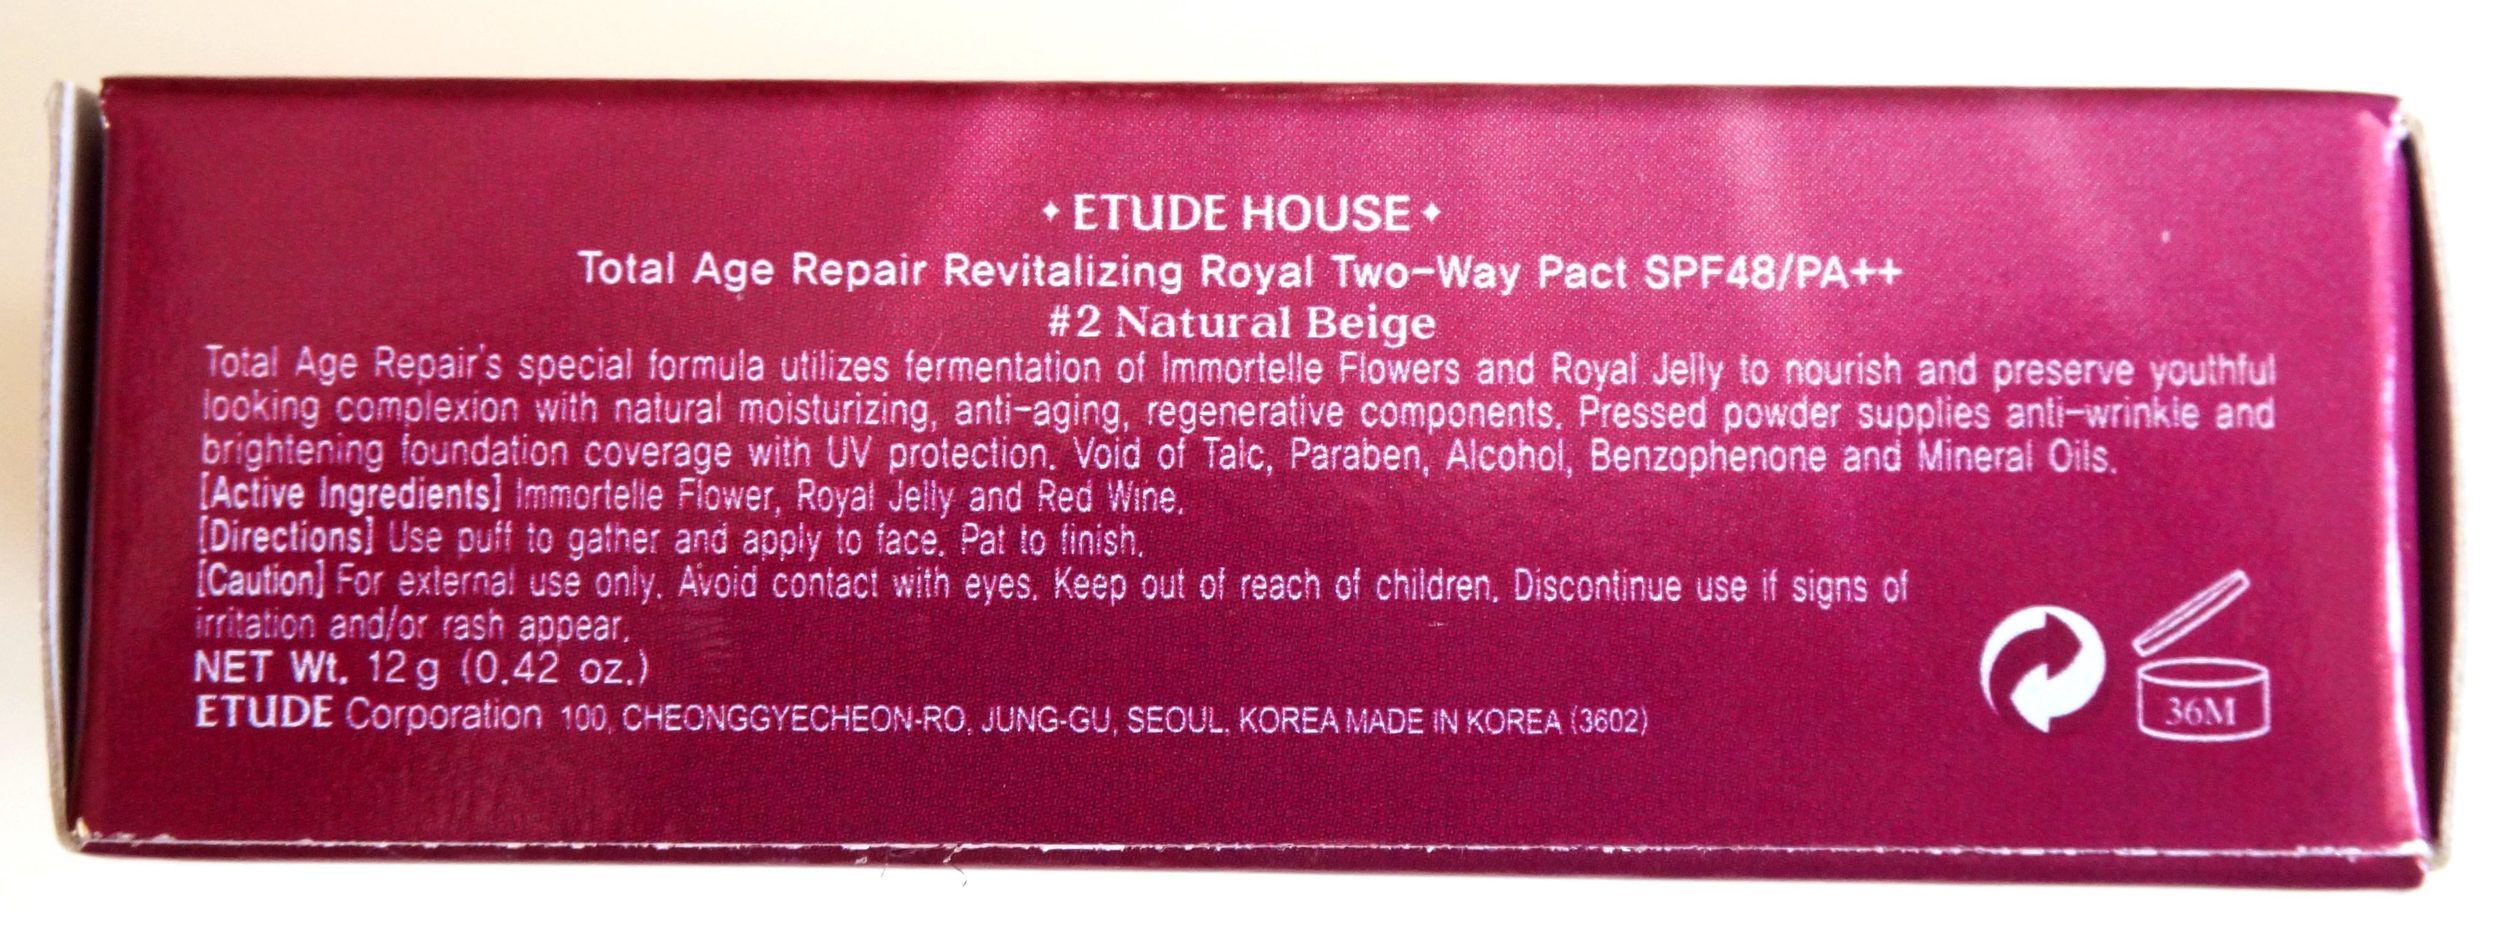 ETUDE HOUSE
Total Age Repair Revitalizing Royal Two-Way Pact SPF48/PA++
#2 Natural Beige
Total Age Repair's special formula utilizes fermentation of Immortelle Flowers and Royal Jelly to nourish and preserve youthful
looking complexion with natural moisturizing, anti-aging, regenerative components. Pressed powder supplies anti-wrinkle and
brightening foundation coverage with UV protection. Void of Talc, Paraben, Alcohol, Benzophenone and Mineral Oils.
[Active Ingredients] Immortelle Flower, Royal Jelly and Red Wine.
[Directions] Use puff to gather and apply to face. Pat to finish.
[Caution] For external use only. Avoid contact with eyes. Keep out of reach of children. Discontinue use if signs of
irritation and/or rash appear.
NET Wt. 12g (0.42 oz.)
ETUDE Corporation 100, CHEONGGYECHEON-RO, JUNG-GU, SEOUL, KOREA MADE IN KOREA (3602)
36M